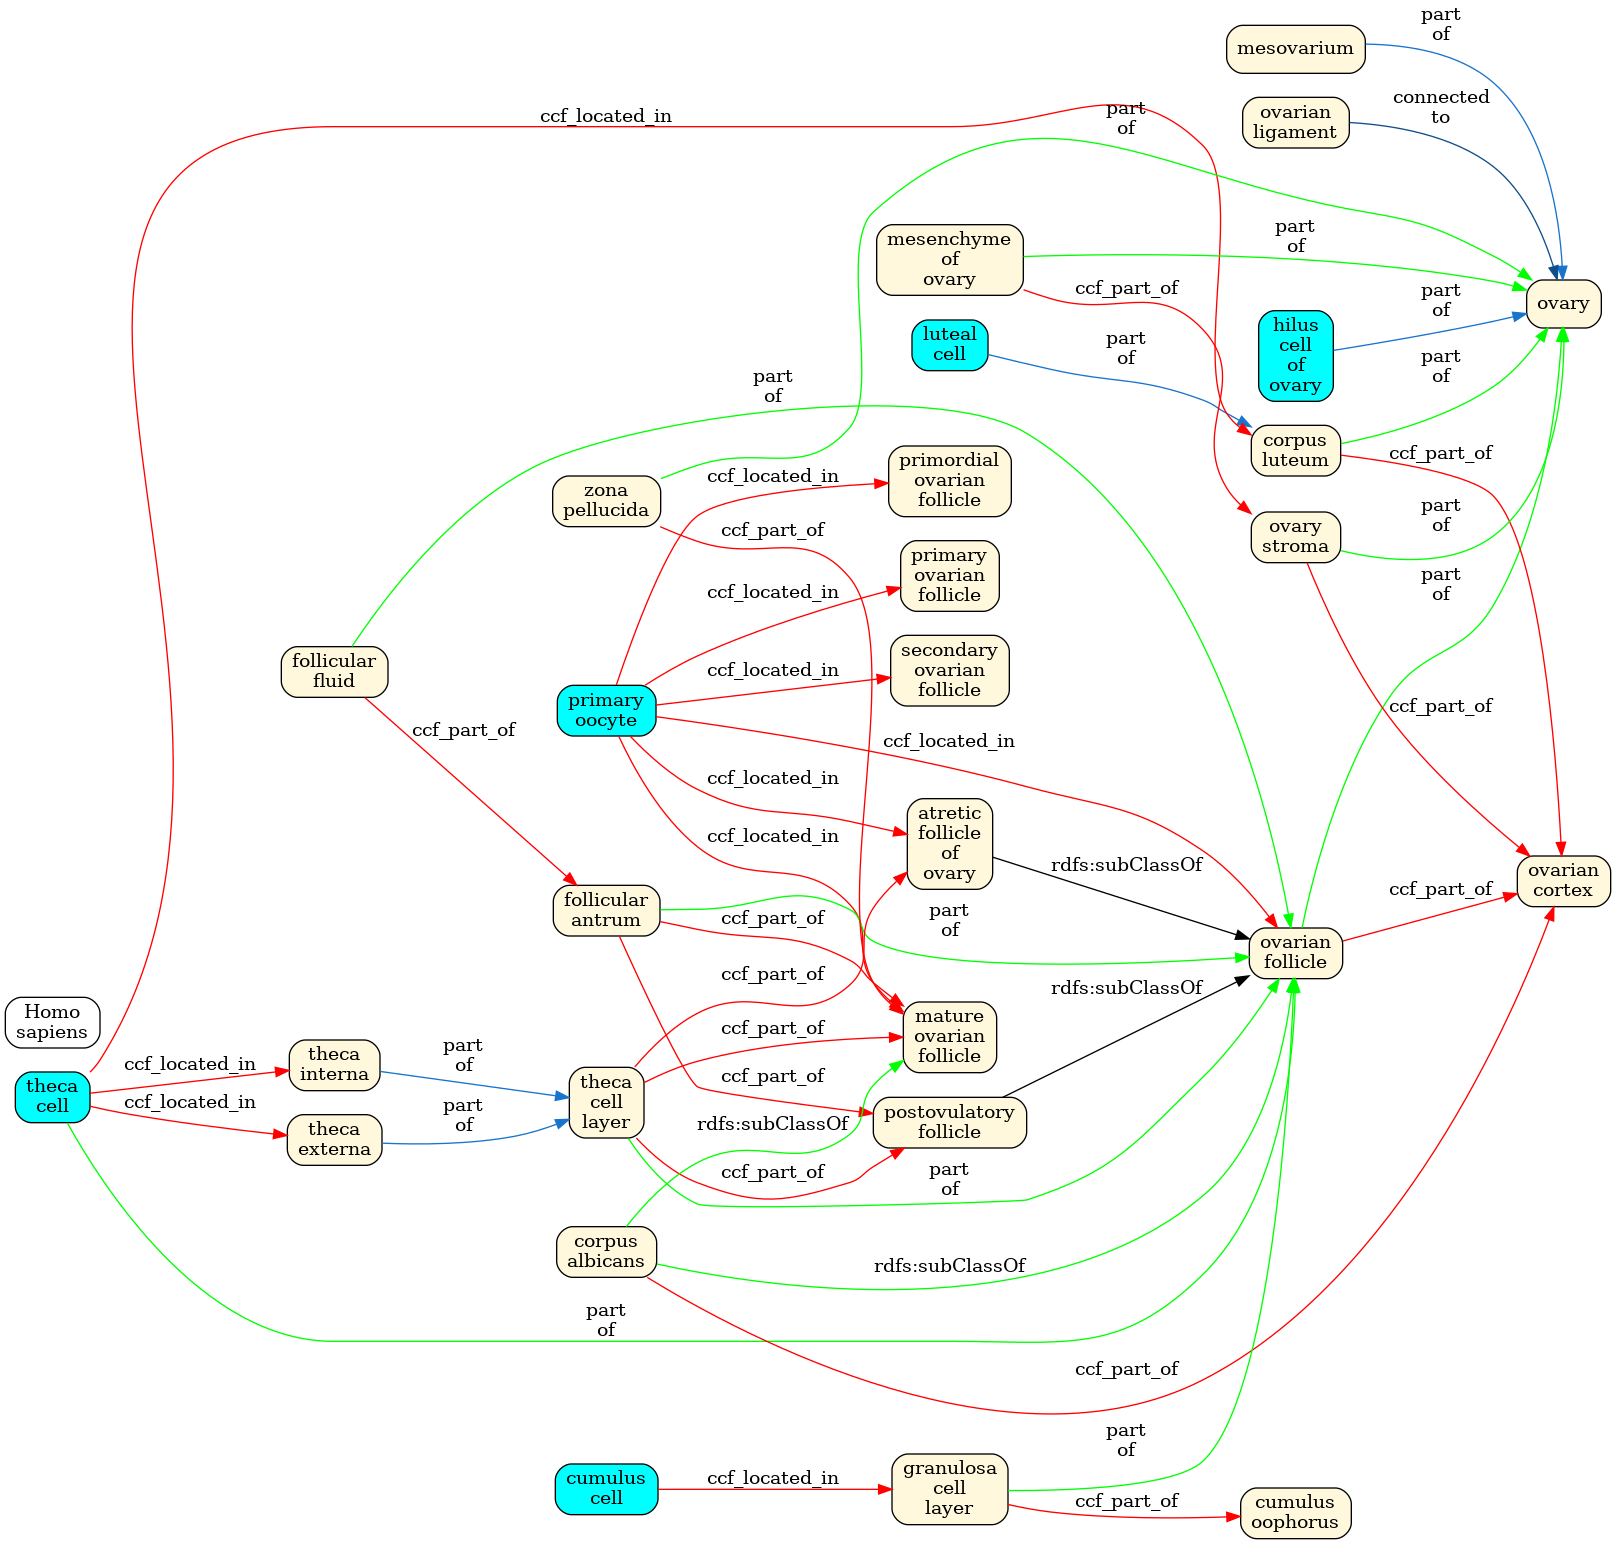 part
of
mesovarium
connected
to
ovarian
ligament
ccf_located_in
part
of
mesenchyme
of
ovary
part
of
ccf_part_of
ovary
part
of
hilus
cell
of
ovary
luteal
cell
part
of
part
of
part
of
corpus
luteum
ccf_part_of
primordial
ovarian
follicle
ccf_located_in
zona
pellucida
ccf_part_of
ovary
stroma
part
of
primary
ovarian
follicle
ccf_located_in
part
of
follicular
fluid
secondary
ovarian
follicle
ccf_located_in
primary
oocyte
ccf_part_of
ccf_part_of
ccf_located_in
ccf_located_in
ccf_located_in
atretic
follicle
of
ovary
rdfs:subClassOf
ovarian
cortex
ccf_part_of
follicular
antrum
ccf_part_of
part
of
ovarian
follicle
ccf_part_of
rdfs:subClassOf
Homo
sapiens
mature
ovarian
follicle
ccf_part_of
theca
interna
part
of
ccf_located_in
theca
cell
ccf_located_in
theca
cell
layer
ccf_part_of
theca
externa
part
of
postovulatory
follicle
rdfs:subClassOf
ccf_part_of
part
of
corpus
albicans
rdfs:subClassOf
part
of
ccf_part_of
part
of
cumulus
cell
ccf_located_in
granulosa
cell
layer
ccf_part_of
cumulus
oophorus